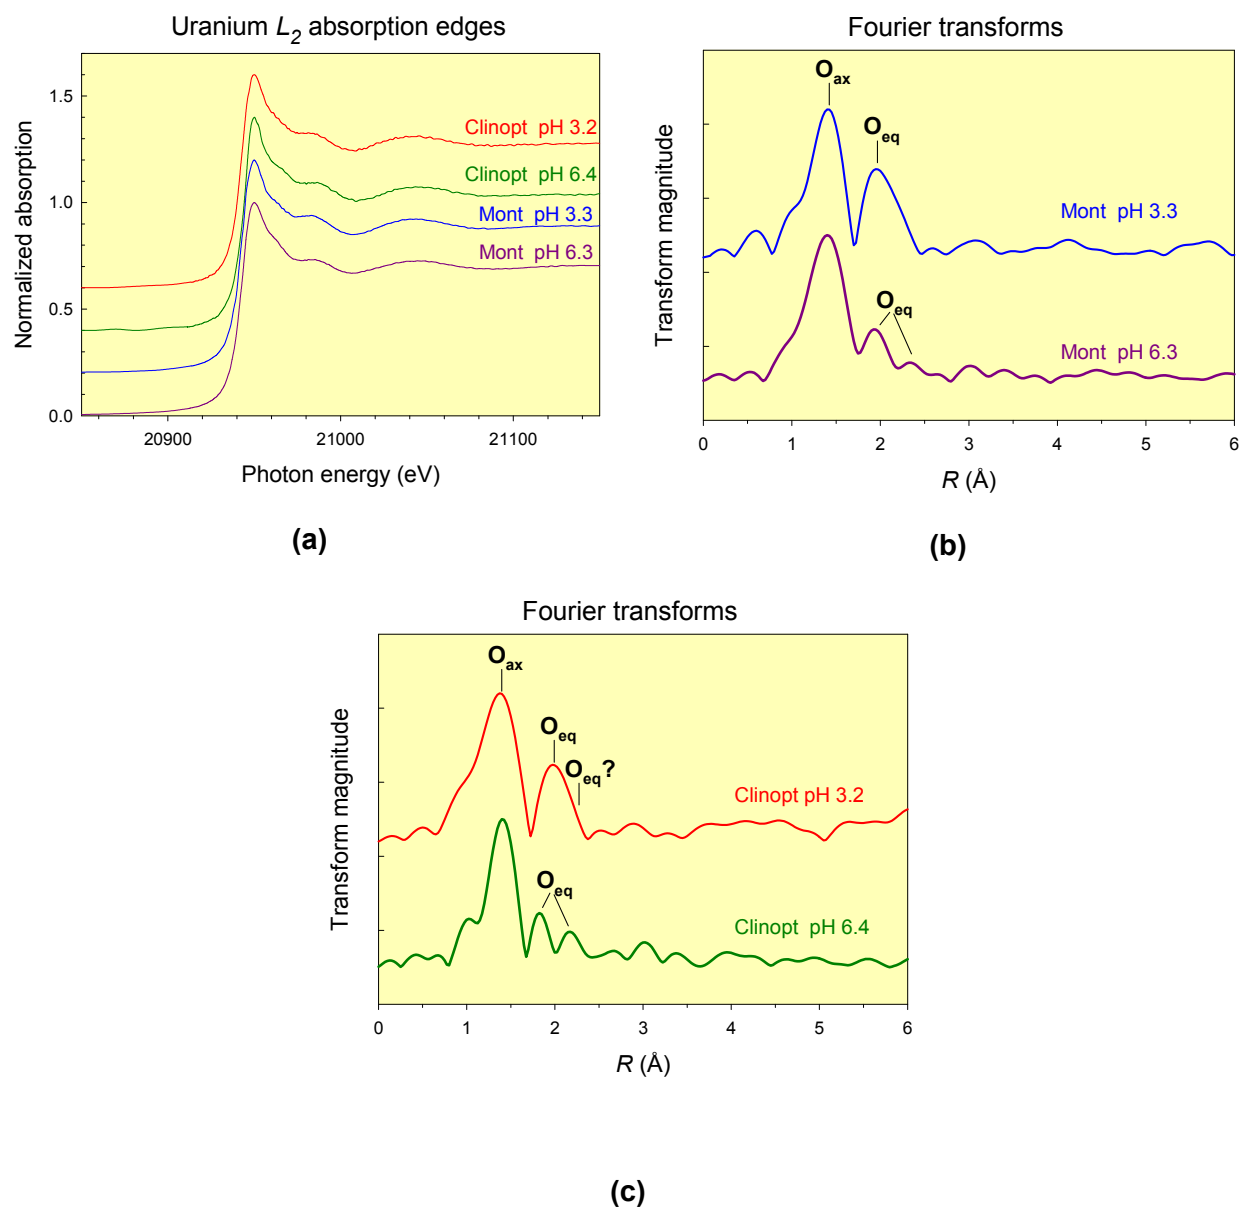 Uranium L2 absorption edges
Normalized absorption
1.5
1.0
0.5
0.0
Clinopt pH 3.2
Clinopt pH 6.4
Mont pH 3.3
Mont pH 6.3
20900 21000 21100
Photon energy (eV)
(a)
Fourier transforms
Transform magnitude
Oax
Oeq
Mont pH 3.3
Oeq
Mont pH 6.3
0 1 2 3 4 5 6
R (Å)
(b)
Fourier transforms
Transform magnitude
Oax
Oeq
Oeq?
Clinopt pH 3.2
Oeq
Clinopt pH 6.4
0 1 2 3 4 5 6
R (Å)
(c)